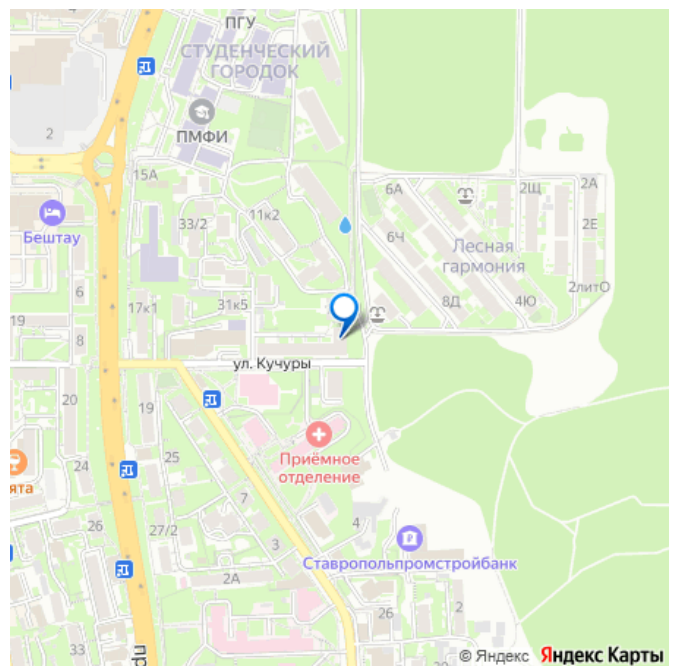 ПГУ
СТУДЕНЧЕСКИЙ
ГОРОДОК
2
ПМФИ
15А
6А
2Щ
2А
11к2
33/2
2Е
Бештау
6Ч
Лесная
гармония
6
2литО
17к1
31к5
8Д
4Ю
19
8
ул. Кучуры
20
19
Приёмное
отделение
25
24
ята
7
26
27/2
4
3
Ставропольпромстройбанк
2А
2
26
33
пр
© Яндекс Яндекс Карты